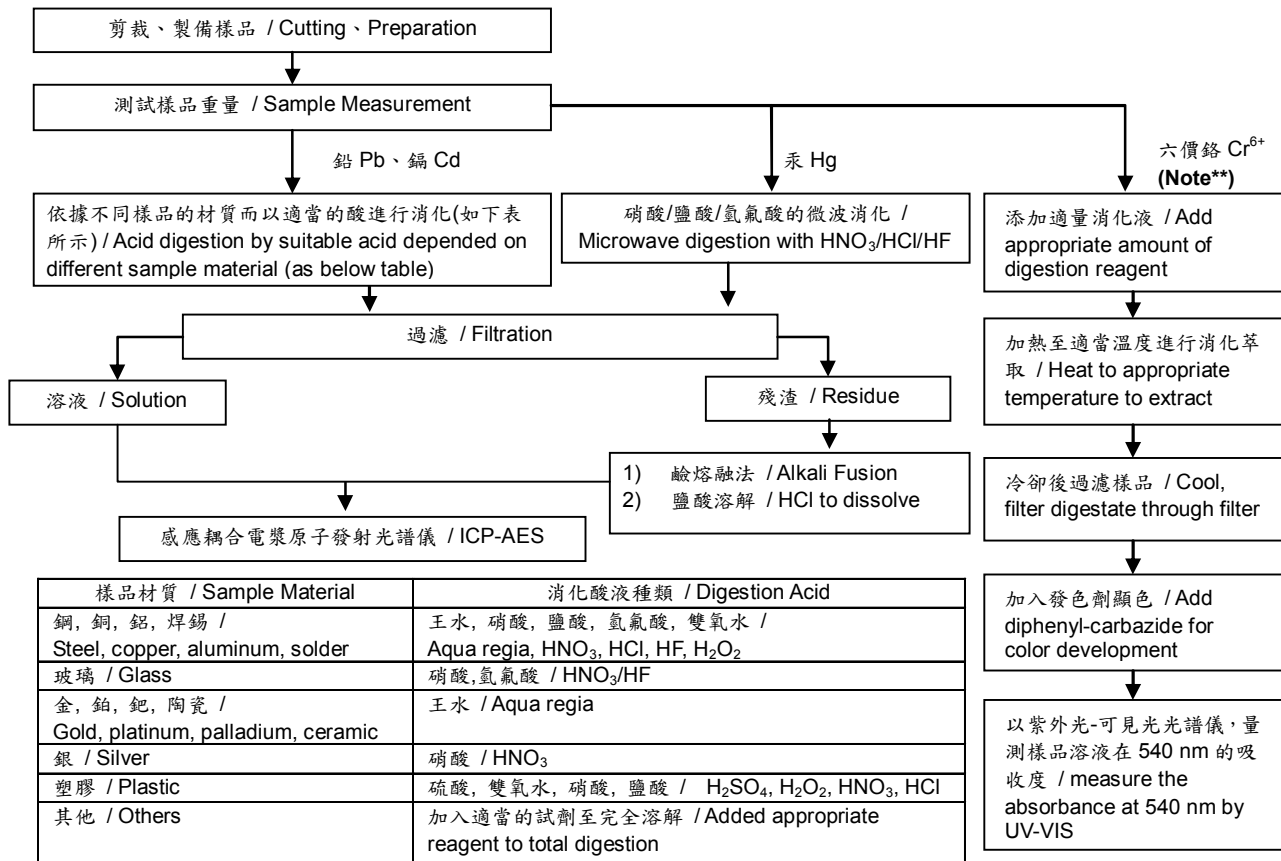 剪裁、製備樣品 / Cutting、Preparation
測試樣品重量 / Sample Measurement
鉛 Pb、鎘 Cd
汞 Hg
六價鉻 Cr⁶⁺
(Note**)
依據不同樣品的材質而以適當的酸進行消化(如下表
所示) / Acid digestion by suitable acid depended on
different sample material (as below table)
硝酸/鹽酸/氫氟酸的微波消化 /
Microwave digestion with HNO₃/HCl/HF
添加適量消化液 / Add
appropriate amount of
digestion reagent
過濾 / Filtration
加熱至適當溫度進行消化萃
取 / Heat to appropriate
temperature to extract
溶液 / Solution
殘渣 / Residue
1) 鹼熔融法 / Alkali Fusion
2) 鹽酸溶解 / HCl to dissolve
冷卻後過濾樣品 / Cool,
filter digestate through filter
感應耦合電漿原子發射光譜儀 / ICP-AES
加入發色劑顯色 / Add
diphenyl-carbazide for
color development
以紫外光-可見光光譜儀，量
測樣品溶液在 540 nm 的吸
收度 / measure the
absorbance at 540 nm by
UV-VIS
樣品材質 / Sample Material 消化酸液種類 / Digestion Acid
鋼, 銅, 鋁, 焊錫 / 王水, 硝酸, 鹽酸, 氫氟酸, 雙氧水 /
Steel, copper, aluminum, solder Aqua regia, HNO₃, HCl, HF, H₂O₂
玻璃 / Glass 硝酸,氫氟酸 / HNO₃/HF
金, 鉑, 鈀, 陶瓷 / 王水 / Aqua regia
Gold, platinum, palladium, ceramic
銀 / Silver 硝酸 / HNO₃
塑膠 / Plastic 硫酸, 雙氧水, 硝酸, 鹽酸 / H₂SO₄, H₂O₂, HNO₃, HCl
其他 / Others 加入適當的試劑至完全溶解 / Added appropriate
reagent to total digestion